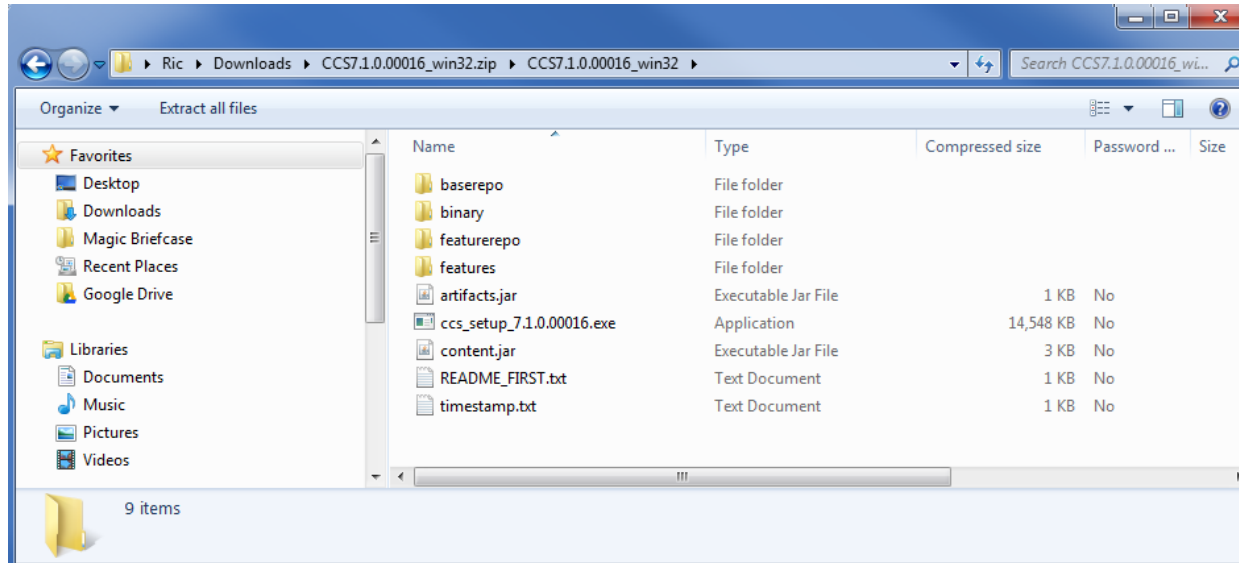 Ric ▸ Downloads ▸ CCS7.1.0.00016_win32.zip ▸ CCS7.1.0.00016_win32 ▸ Search CCS7.1.0.00016_wi...
Organize Extract all files
Name Type Compressed size Password ... Size
Favorites
Desktop
Downloads
Magic Briefcase
Recent Places
Google Drive
Libraries
Documents
Music
Pictures
Videos
baserepo File folder
binary File folder
featurerepo File folder
features File folder
artifacts.jar Executable Jar File 1 KB No
ccs_setup_7.1.0.00016.exe Application 14,548 KB No
content.jar Executable Jar File 3 KB No
README_FIRST.txt Text Document 1 KB No
timestamp.txt Text Document 1 KB No
9 items